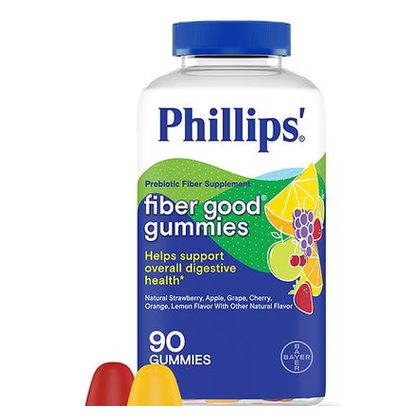 Phillips'®
Prebiotic Fiber Supplement
fiber good®
gummies
Helps support
overall digestive
health*
Natural Strawberry, Apple, Grape, Cherry,
Orange, Lemon Flavor With Other Natural Flavor
90
GUMMIES
BAYER
BAYER